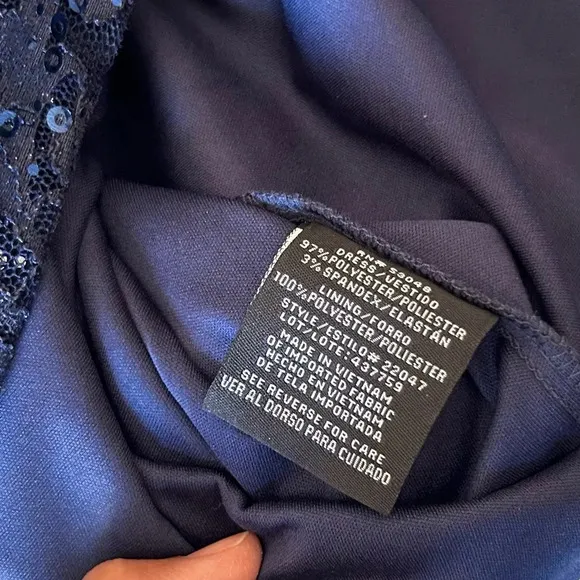 RN# 53048
DRESS/VESTIDO
97%POLYESTER/POLIESTER
3%SPANDEX/ELASTÁN
LINING/FORRO
100%POLYESTER/POLIESTER
STYLE/ESTILO# 22047
LOT/LOTE: 437759
MADE IN VIETNAM
OF IMPORTED FABRIC
HECHO EN VIETNAM
DE TELA IMPORTADA
SEE REVERSE FOR CARE
VER AL DORSO PARA CUIDADO